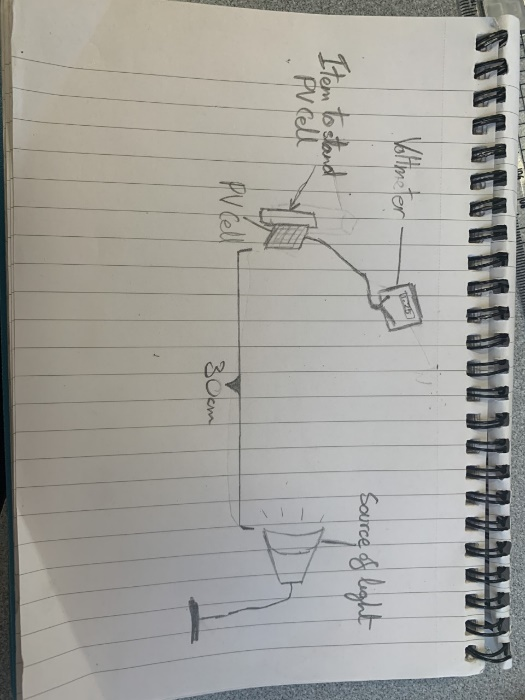 Voltmeter
Item to stand
PV Cell
PV Cell
Source of light
30cm